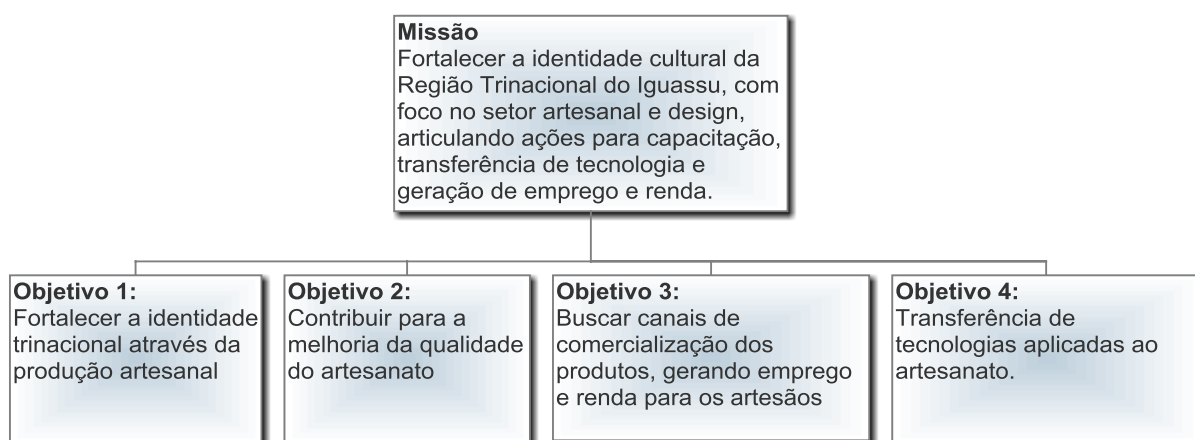 Missão
Fortalecer a identidade cultural da
Região Trinacional do Iguassu, com
foco no setor artesanal e design,
articulando ações para capacitação,
transferência de tecnologia e
geração de emprego e renda.
Objetivo 1:
Fortalecer a identidade
trinacional através da
produção artesanal
Objetivo 2:
Contribuir para a
melhoria da qualidade
do artesanato
Objetivo 3:
Buscar canais de
comercialização dos
produtos, gerando emprego
e renda para os artesãos
Objetivo 4:
Transferência de
tecnologias aplicadas ao
artesanato.